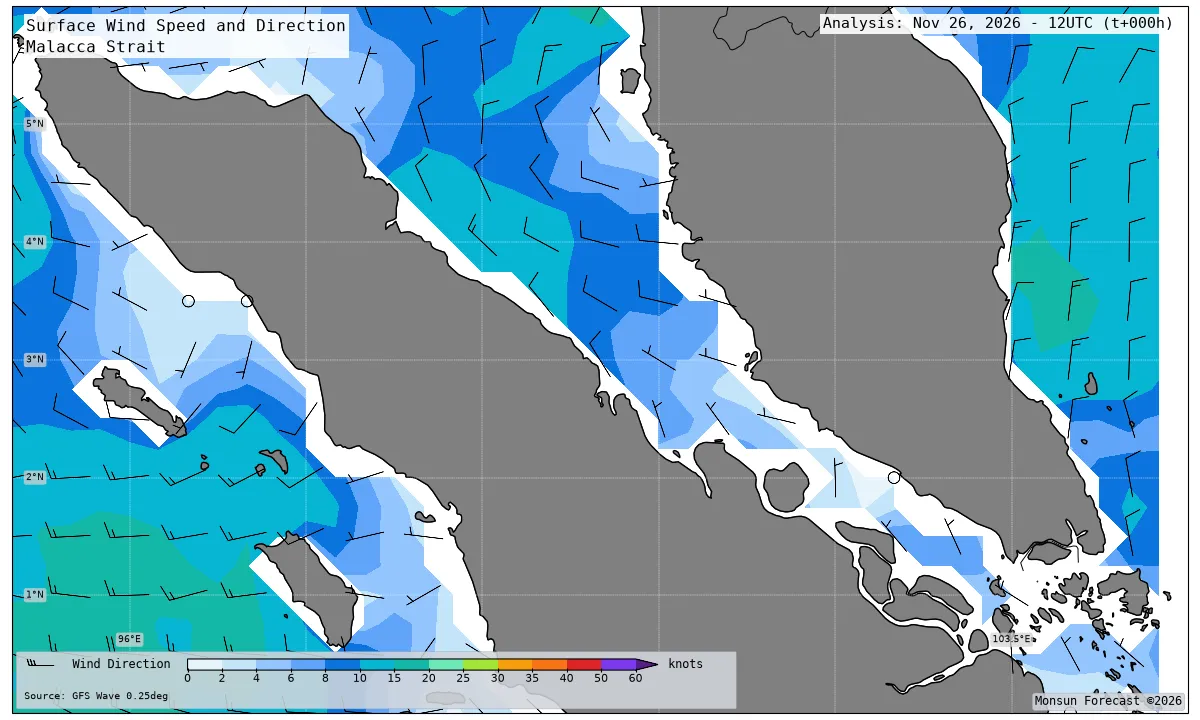 Surface Wind Speed and Direction
Malacca Strait
Analysis: Nov 26, 2026 - 12UTC (t+000h)
5°N
4°N
3°N
2°N
1°N
96°E
103.5°E
Wind Direction
0 2 4 6 8 10 15 20 25 30 35 40 50 60
knots
Source: GFS Wave 0.25deg
Monsun Forecast ©2026